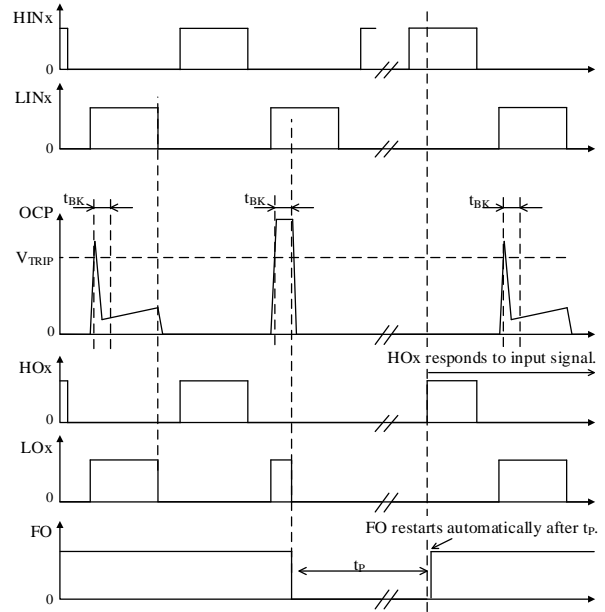 HINx
0
LINx
0
tBK
tBK
tBK
OCP
VTRIP
0
HOx responds to input signal.
HOx
0
LOx
0
FO restarts automatically after tP.
FO
tP
0